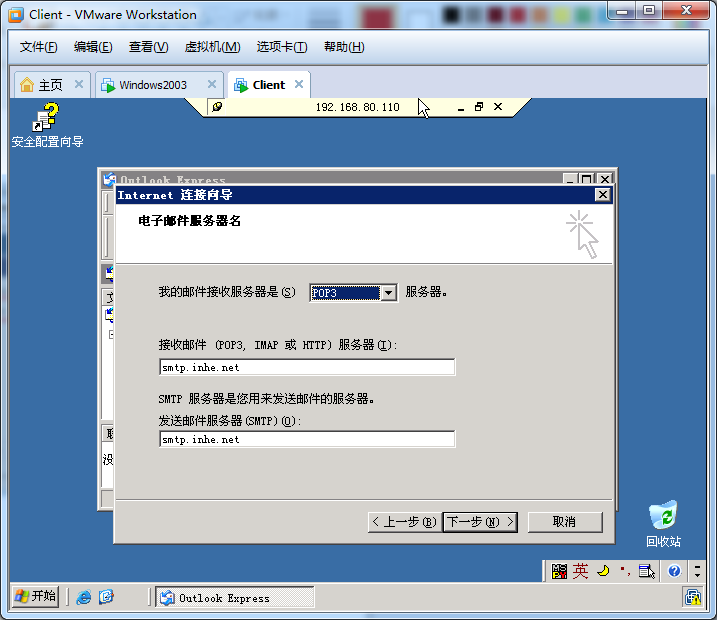 Client - VMware Workstation
文件(F) 编辑(E) 查看(V) 虚拟机(M) 选项卡(T) 帮助(H)
主页 Windows2003 Client
192.168.80.110
安全配置向导
Outlook Express
Internet 连接向导
电子邮件服务器名
我的邮件接收服务器是(S) POP3 服务器。
接收邮件 (POP3, IMAP 或 HTTP) 服务器(I):
smtp.inhe.net
SMTP 服务器是您用来发送邮件的服务器。
发送邮件服务器(SMTP)(O):
smtp.inhe.net
没
< 上一步(B) 下一步(N) > 取消
回收站
英
开始 Outlook Express